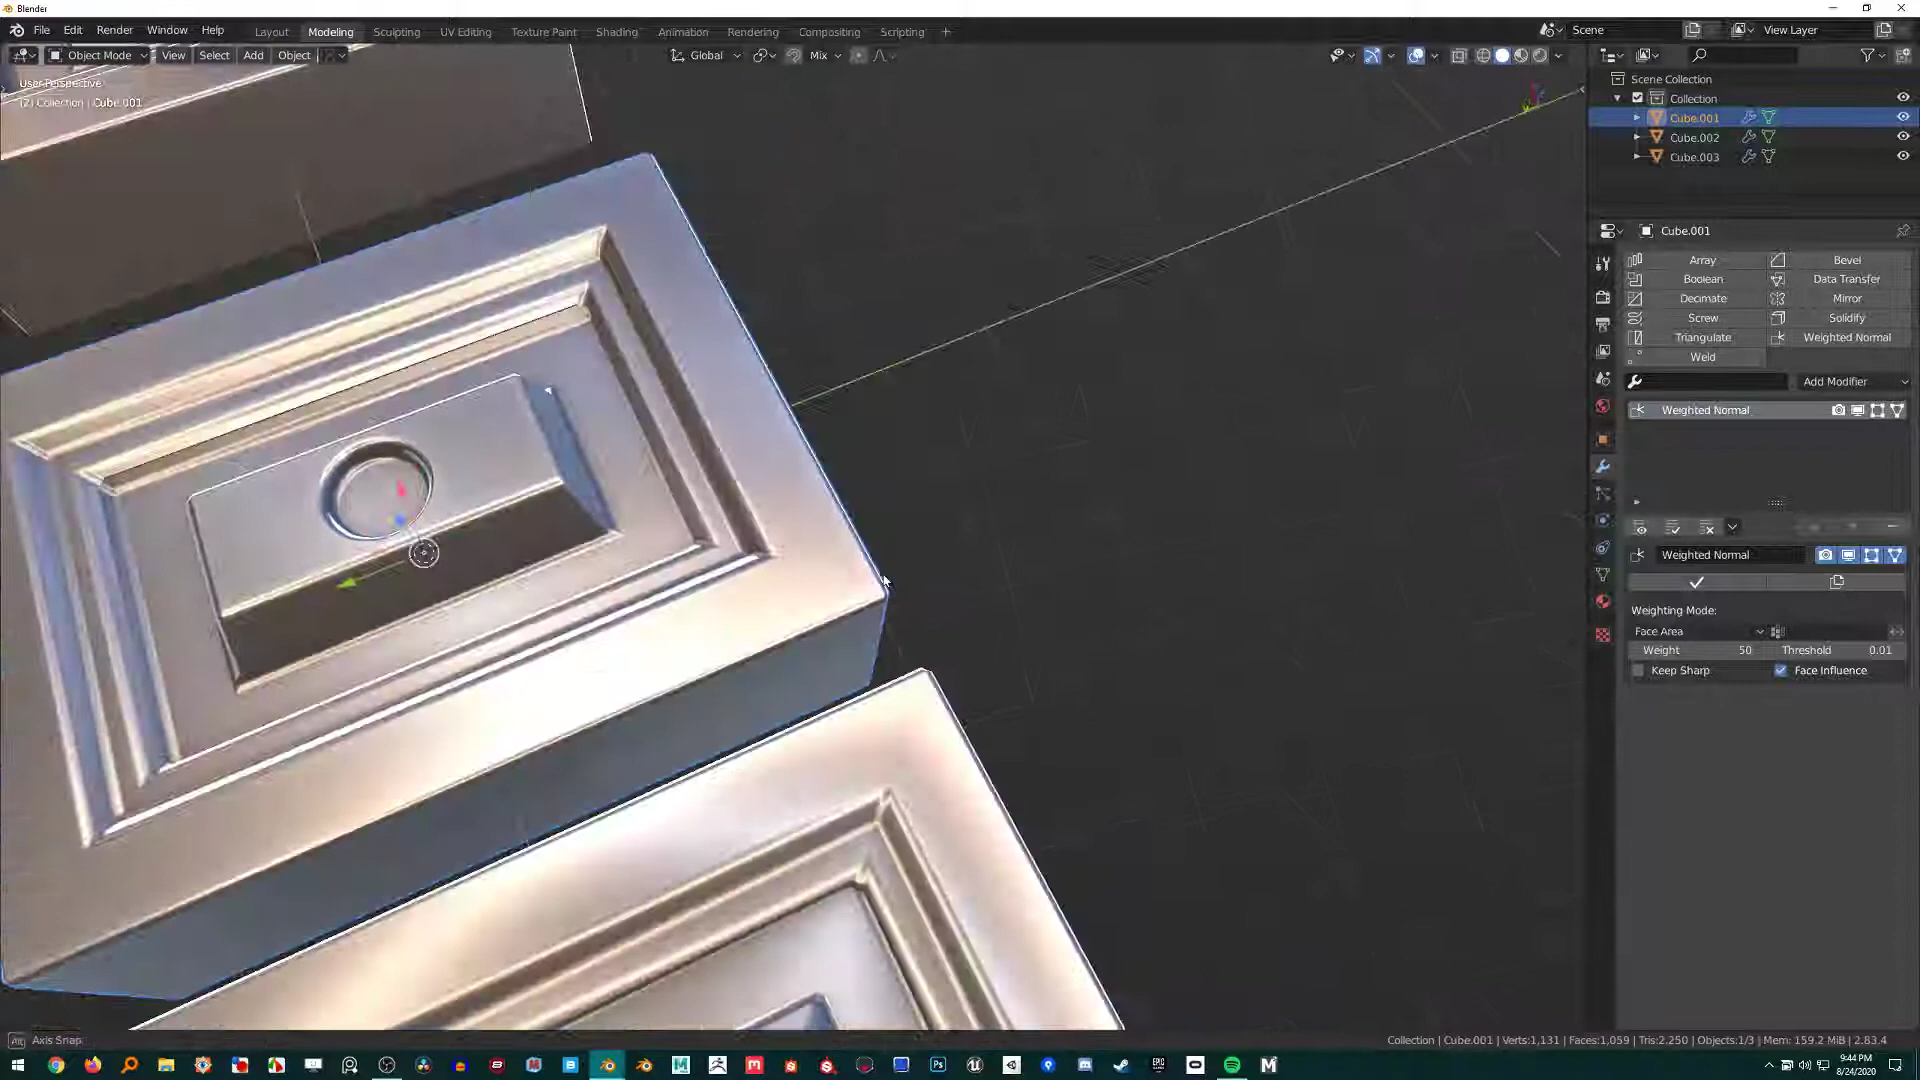 Blender
File Edit Render Window Help
Layout Modeling Sculpting UV Editing Texture Paint Shading Animation Rendering Compositing Scripting +
Scene
View Layer
Object Mode View Select Add Object
Global
Mix
User Perspective
(2) Collection | Cube.001
Scene Collection
Collection
Cube.001
Cube.002
Cube.003
Cube.001
Array Bevel
Boolean Data Transfer
Decimate Mirror
Screw Solidify
Triangulate Weighted Normal
Weld
Add Modifier
Weighted Normal
Weighted Normal
Weighting Mode:
Face Area
Weight 50 Threshold 0.01
Keep Sharp Face Influence
Alt Axis Snap
Collection | Cube.001 | Verts:1,131 | Faces:1,059 | Tris:2,250 | Objects:1/3 | Mem: 159.2 MiB | 2.83.4
9:44 PM
8/24/2020